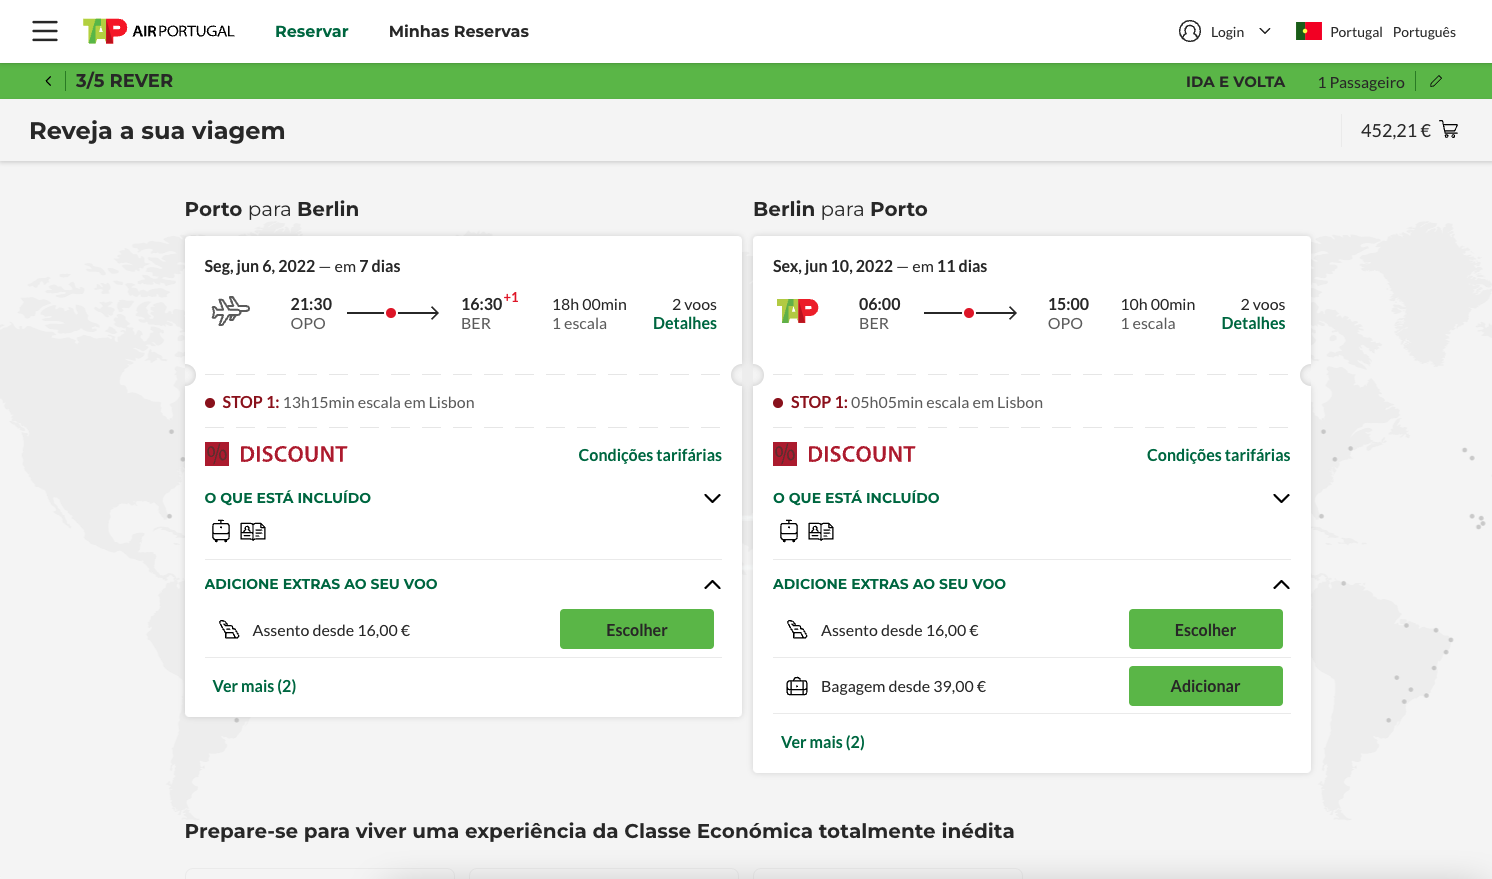 TAP AIRPORTUGAL Reservar Minhas Reservas Login Portugal Português
3/5 REVER IDA E VOLTA 1 Passageiro
Reveja a sua viagem 452,21 €
Porto para Berlin
Seg, jun 6, 2022 — em 7 dias
21:30 16:30+1 18h 00min 2 voos
OPO BER 1 escala Detalhes
STOP 1: 13h15min escala em Lisbon
% DISCOUNT Condições tarifárias
O QUE ESTÁ INCLUÍDO
ADICIONE EXTRAS AO SEU VOO
Assento desde 16,00 € Escolher
Ver mais (2)
Berlin para Porto
Sex, jun 10, 2022 — em 11 dias
TAP 06:00 15:00 10h 00min 2 voos
BER OPO 1 escala Detalhes
STOP 1: 05h05min escala em Lisbon
% DISCOUNT Condições tarifárias
O QUE ESTÁ INCLUÍDO
ADICIONE EXTRAS AO SEU VOO
Assento desde 16,00 € Escolher
Bagagem desde 39,00 € Adicionar
Ver mais (2)
Prepare-se para viver uma experiência da Classe Económica totalmente inédita